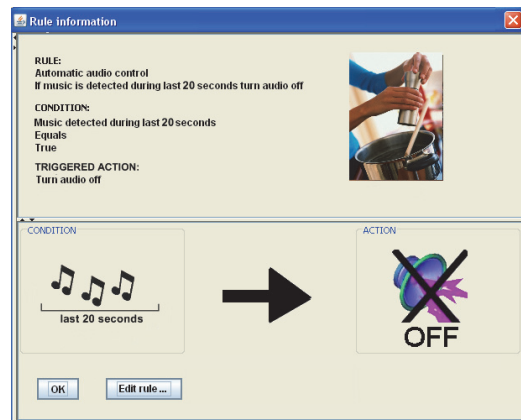 Rule information
RULE:
Automatic audio control
If music is detected during last 20 seconds turn audio off
CONDITION:
Music detected during last 20 seconds
Equals
True
TRIGGERED ACTION:
Turn audio off
CONDITION
last 20 seconds
ACTION
OFF
OK
Edit rule ...